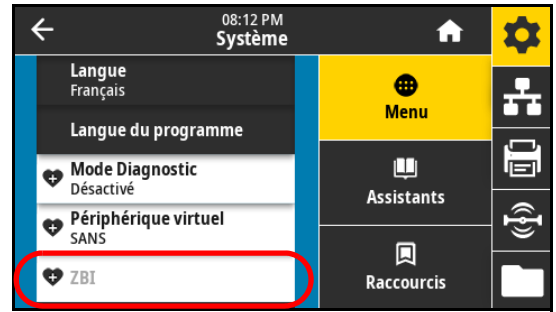 08:12 PM
Système
Langue
Français
Langue du programme
Mode Diagnostic
Désactivé
Périphérique virtuel
SANS
ZBI
Menu
Assistants
Raccourcis